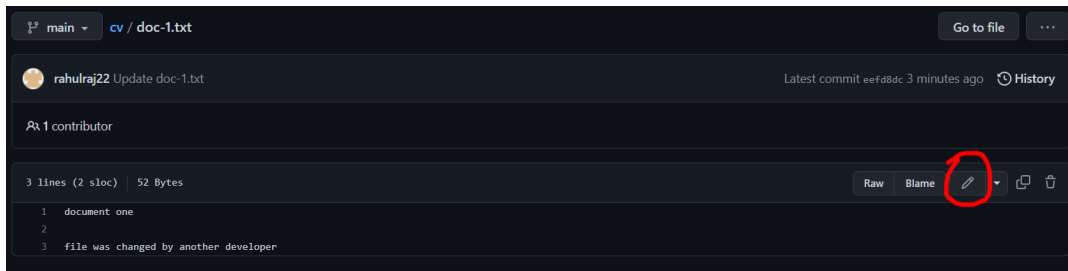 main cv / doc-1.txt Go to file ...
rahulraj22 Update doc-1.txt Latest commit eefd8dc 3 minutes ago History
1 contributor
3 lines (2 sloc) 52 Bytes Raw Blame
1 document one
2
3 file was changed by another developer